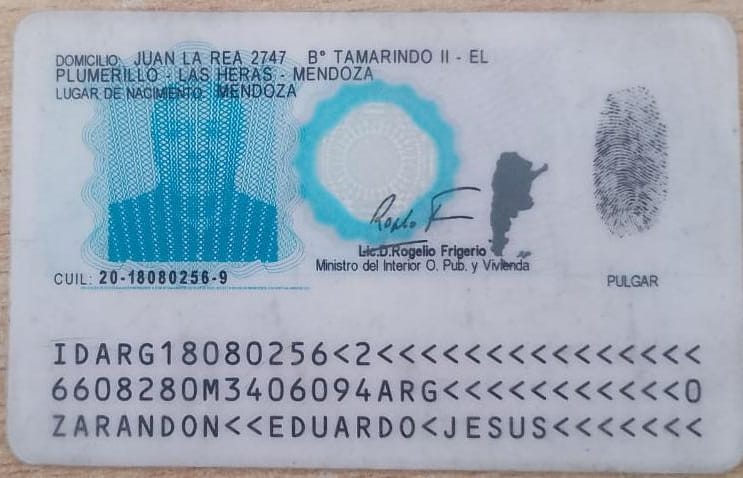 DOMICILIO: JUAN LA REA 2747 B° TAMARINDO II - EL
PLUMERILLO - LAS HERAS - MENDOZA
LUGAR DE NACIMIENTO: MENDOZA
Lic.D.Rogelio Frigerio
Ministro del Interior O. Pub. y Vivienda
CUIL: 20-18080256-9
PULGAR
IDARG18080256<2<<<<<<<<<<<<<<<
6608280M3406094ARG<<<<<<<<<<<0
ZARANDON<<EDUARDO<JESUS<<<<<<<